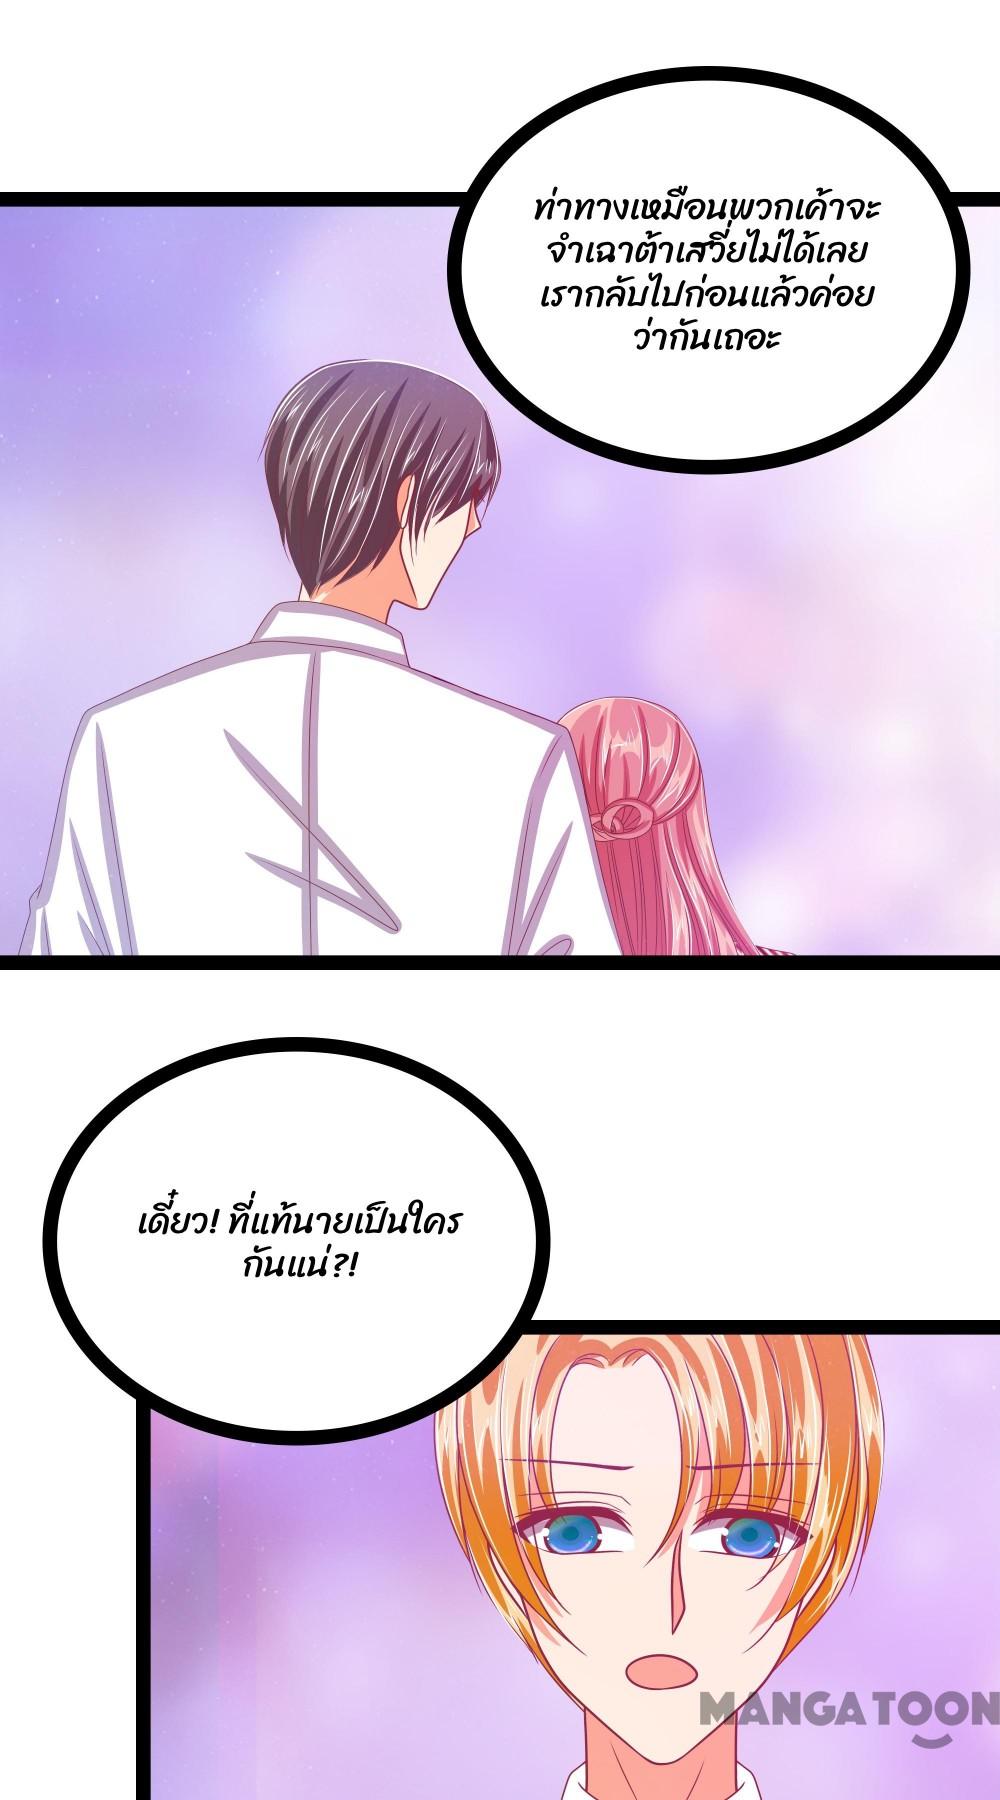 ท่าทางเหมือนพวกเค้าจะ
จำเฉาต้าเสวี่ยไม่ได้เลย
เรากลับไปก่อนแล้วค่อย
ว่ากันเถอะ
เดี๋ยว! ที่แท้นายเป็นใคร
กันแน่?!
MANGATOON